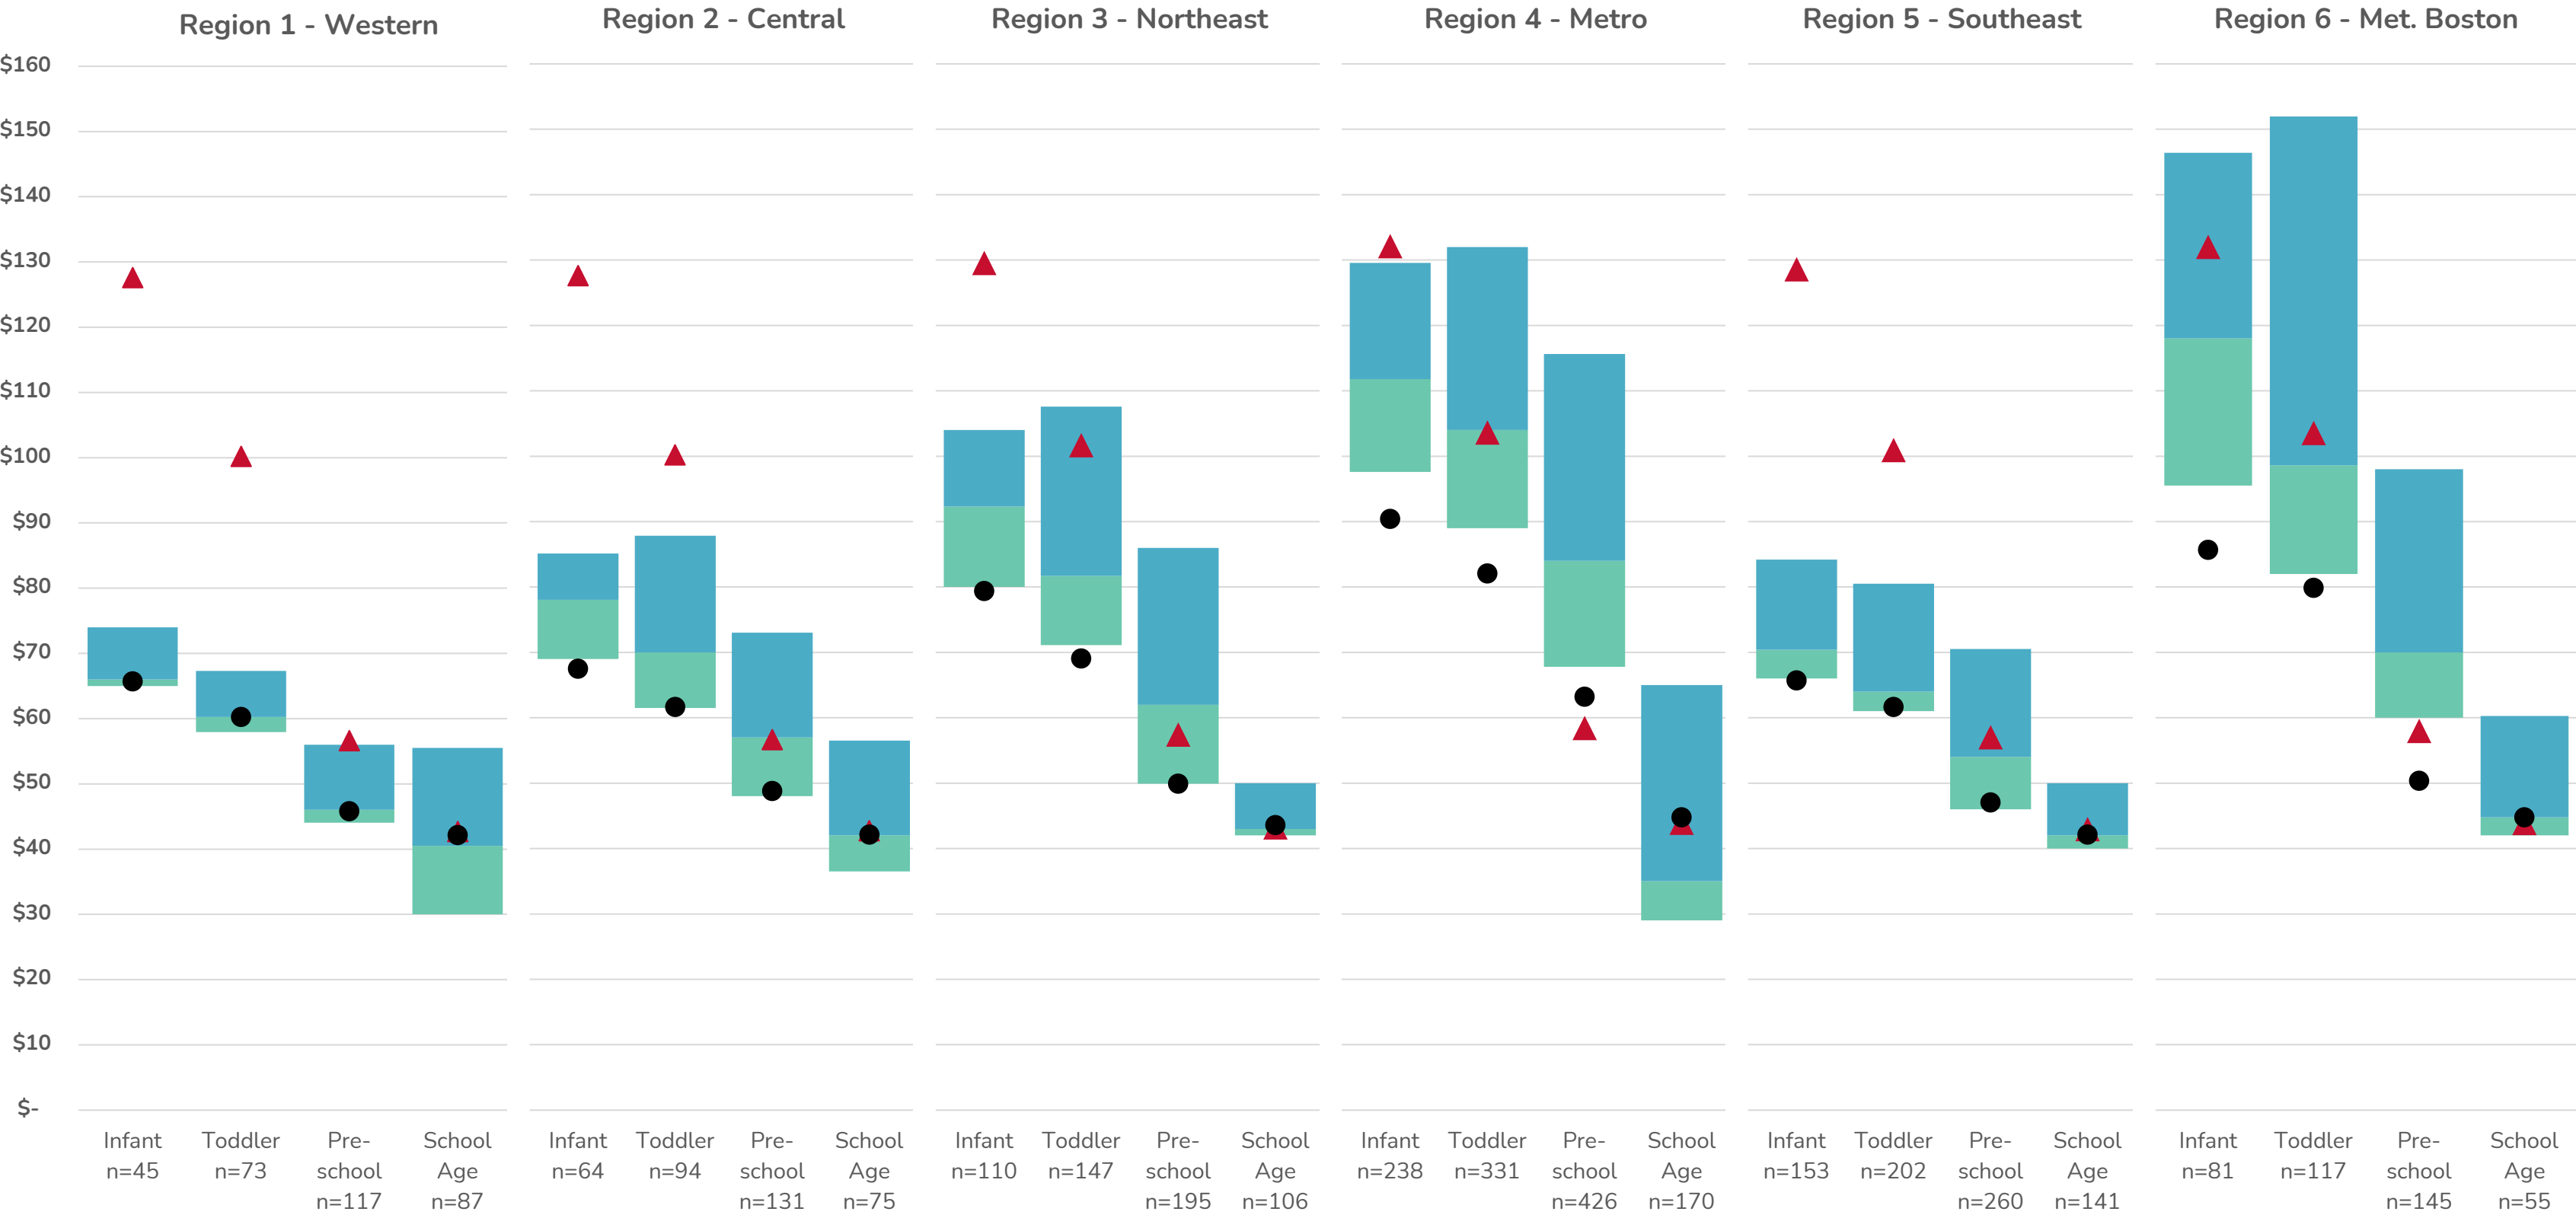 Region 1 - Western
Region 2 - Central
Region 3 - Northeast
Region 4 - Metro
Region 5 - Southeast
Region 6 - Met. Boston
$160
$150
$140
$130
$120
$110
$100
$90
$80
$70
$60
$50
$40
$30
$20
$10
$-
Infant
n=45
Toddler
n=73
Pre-
school
n=117
School
Age
n=87
Infant
n=64
Toddler
n=94
Pre-
school
n=131
School
Age
n=75
Infant
n=110
Toddler
n=147
Pre-
school
n=195
School
Age
n=106
Infant
n=238
Toddler
n=331
Pre-
school
n=426
School
Age
n=170
Infant
n=153
Toddler
n=202
Pre-
school
n=260
School
Age
n=141
Infant
n=81
Toddler
n=117
Pre-
school
n=145
School
Age
n=55